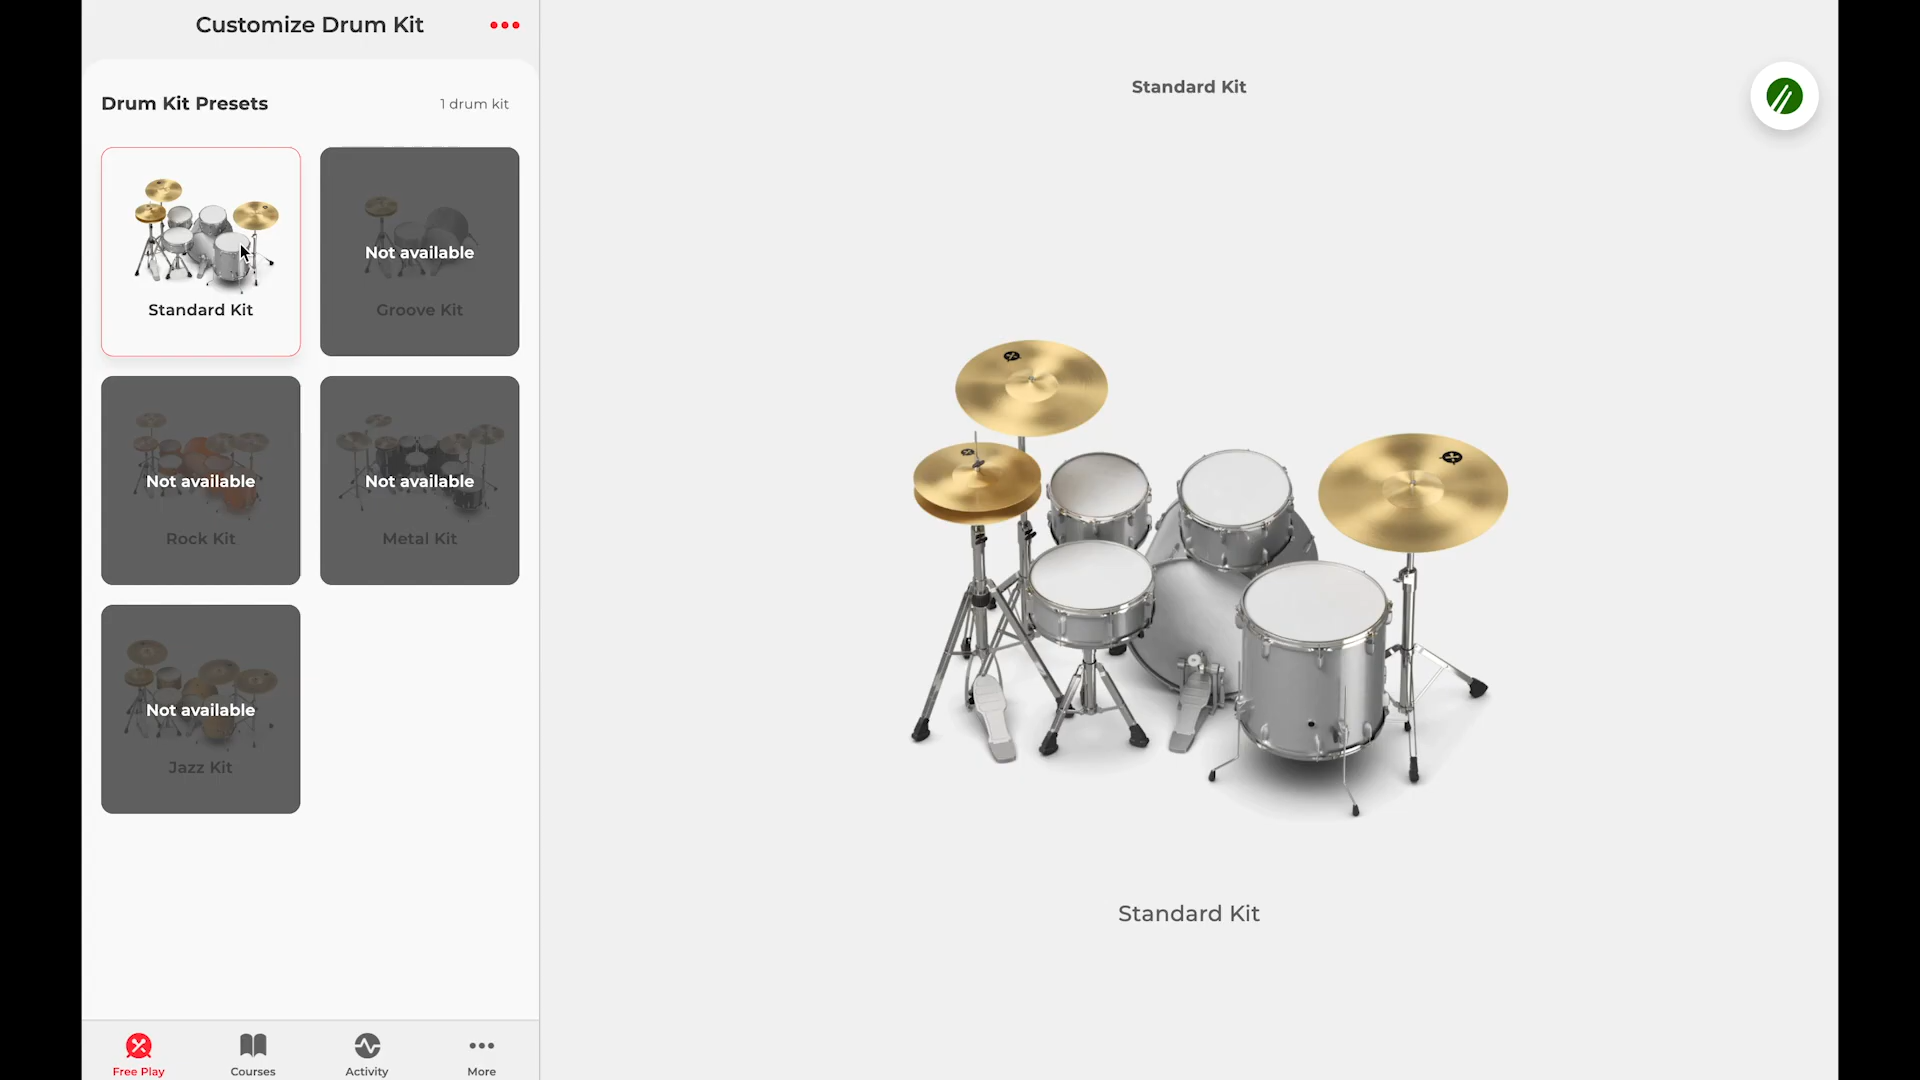 Customize Drum Kit
Drum Kit Presets
1 drum kit
Standard Kit
Not available
Groove Kit
Not available
Rock Kit
Not available
Metal Kit
Not available
Jazz Kit
Free Play
Courses
Activity
More
Standard Kit
Standard Kit